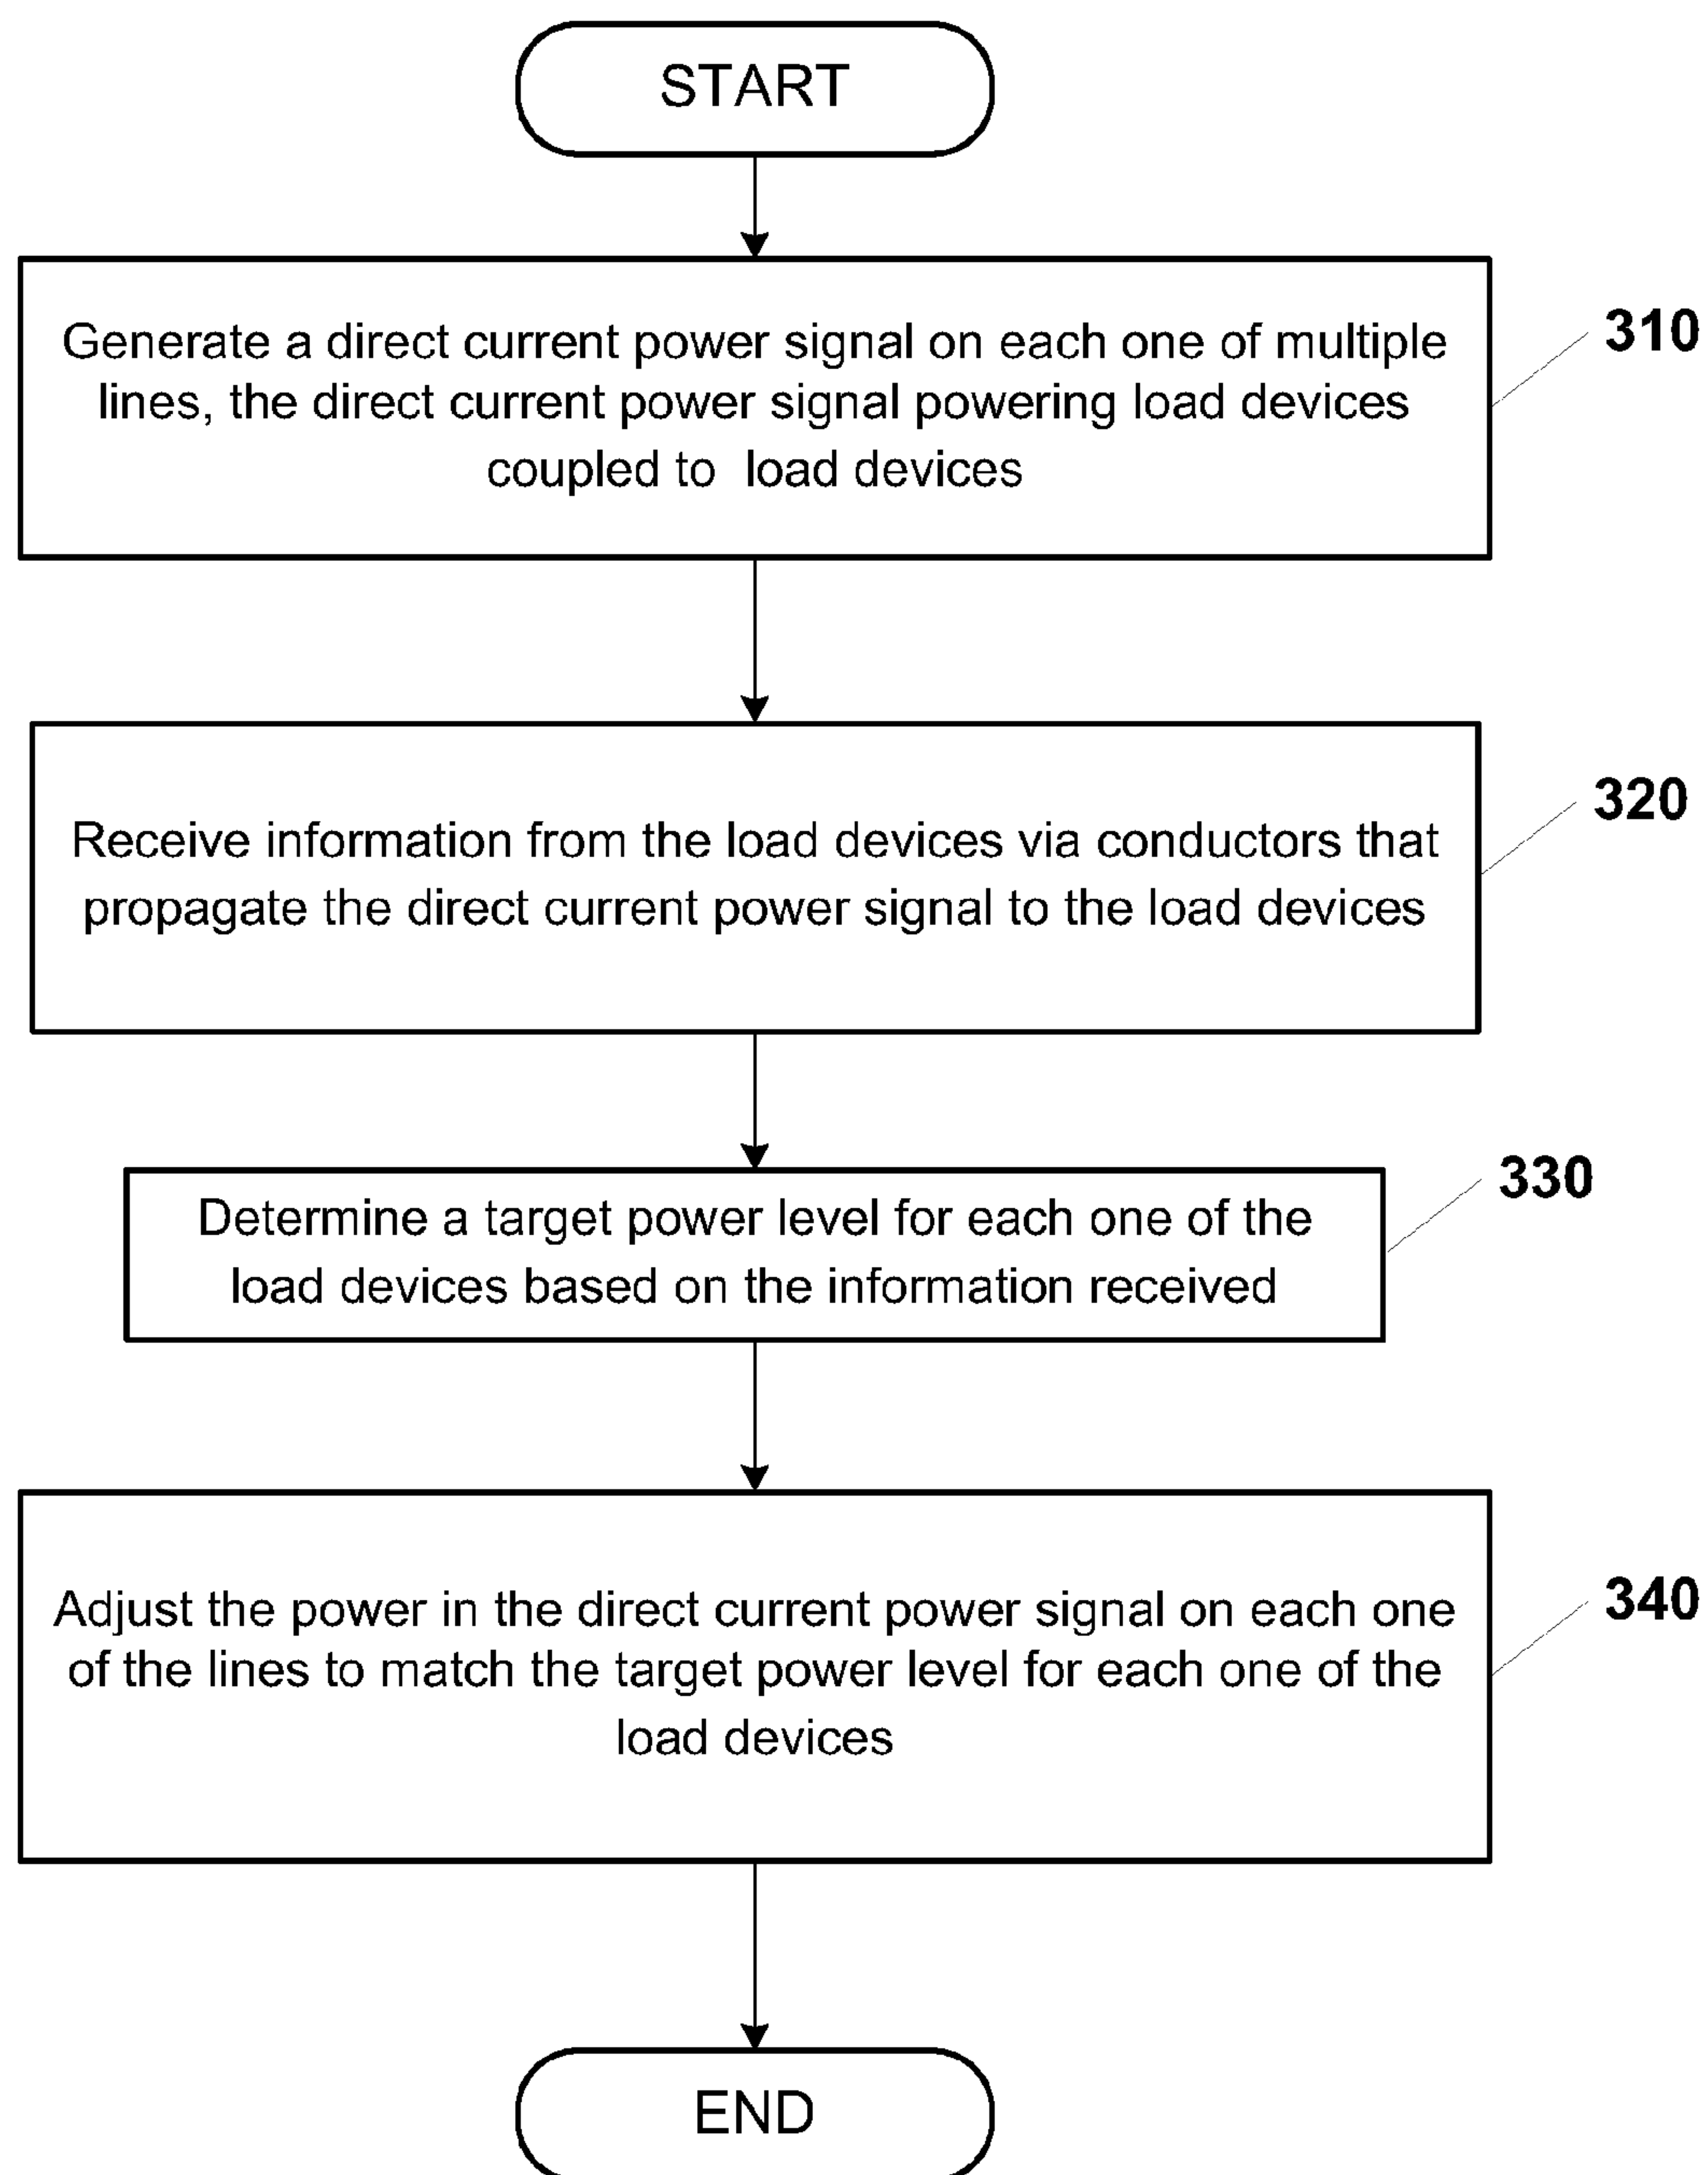 START
Generate a direct current power signal on each one of multiple
lines, the direct current power signal powering load devices
coupled to load devices
310
Receive information from the load devices via conductors that
propagate the direct current power signal to the load devices
320
Determine a target power level for each one of the
load devices based on the information received
330
Adjust the power in the direct current power signal on each one
of the lines to match the target power level for each one of the
load devices
340
END